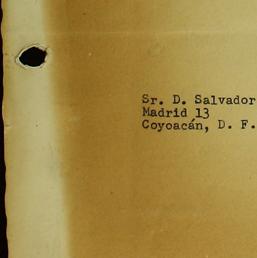 Sr. D. Salvador
Madrid 13
Coyoacán, D. F.